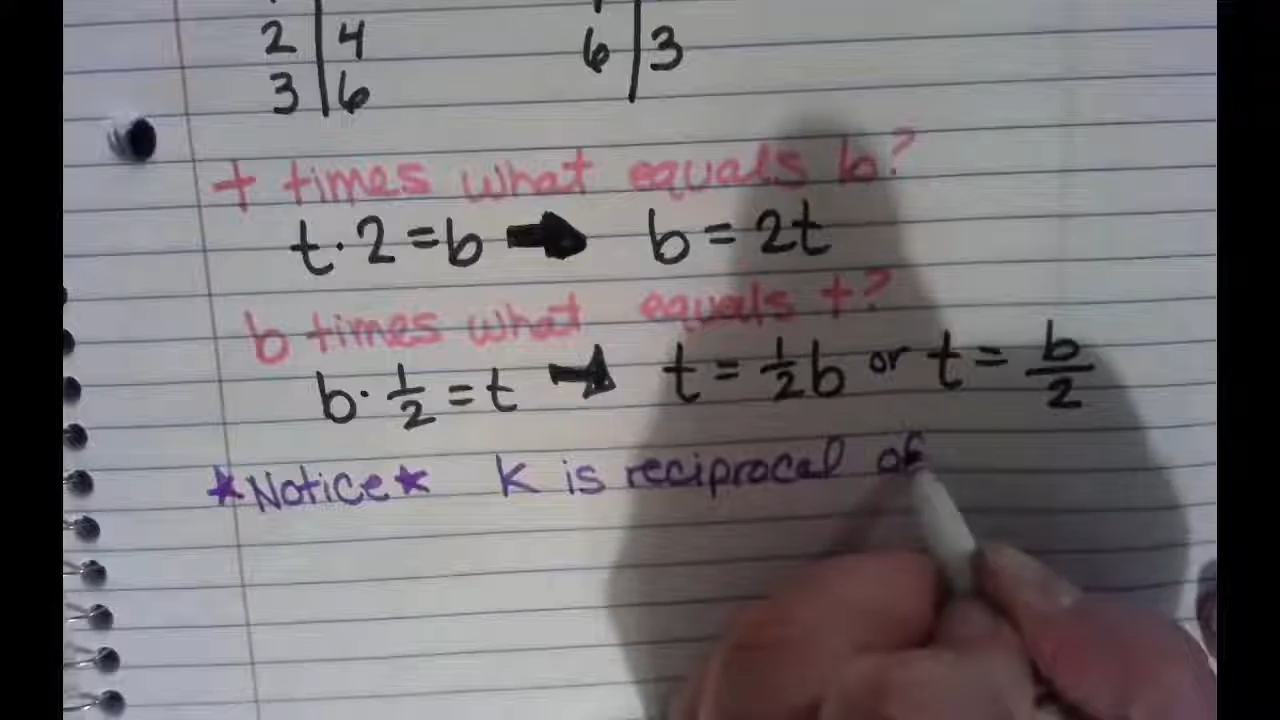 2 | 4
6 | 3
3 | 6
t times what equals b?
t · 2 = b → b = 2t
b times what equals t?
b · 1/2 = t → t = 1/2 b or t = b/2
*Notice* K is reciprocal of